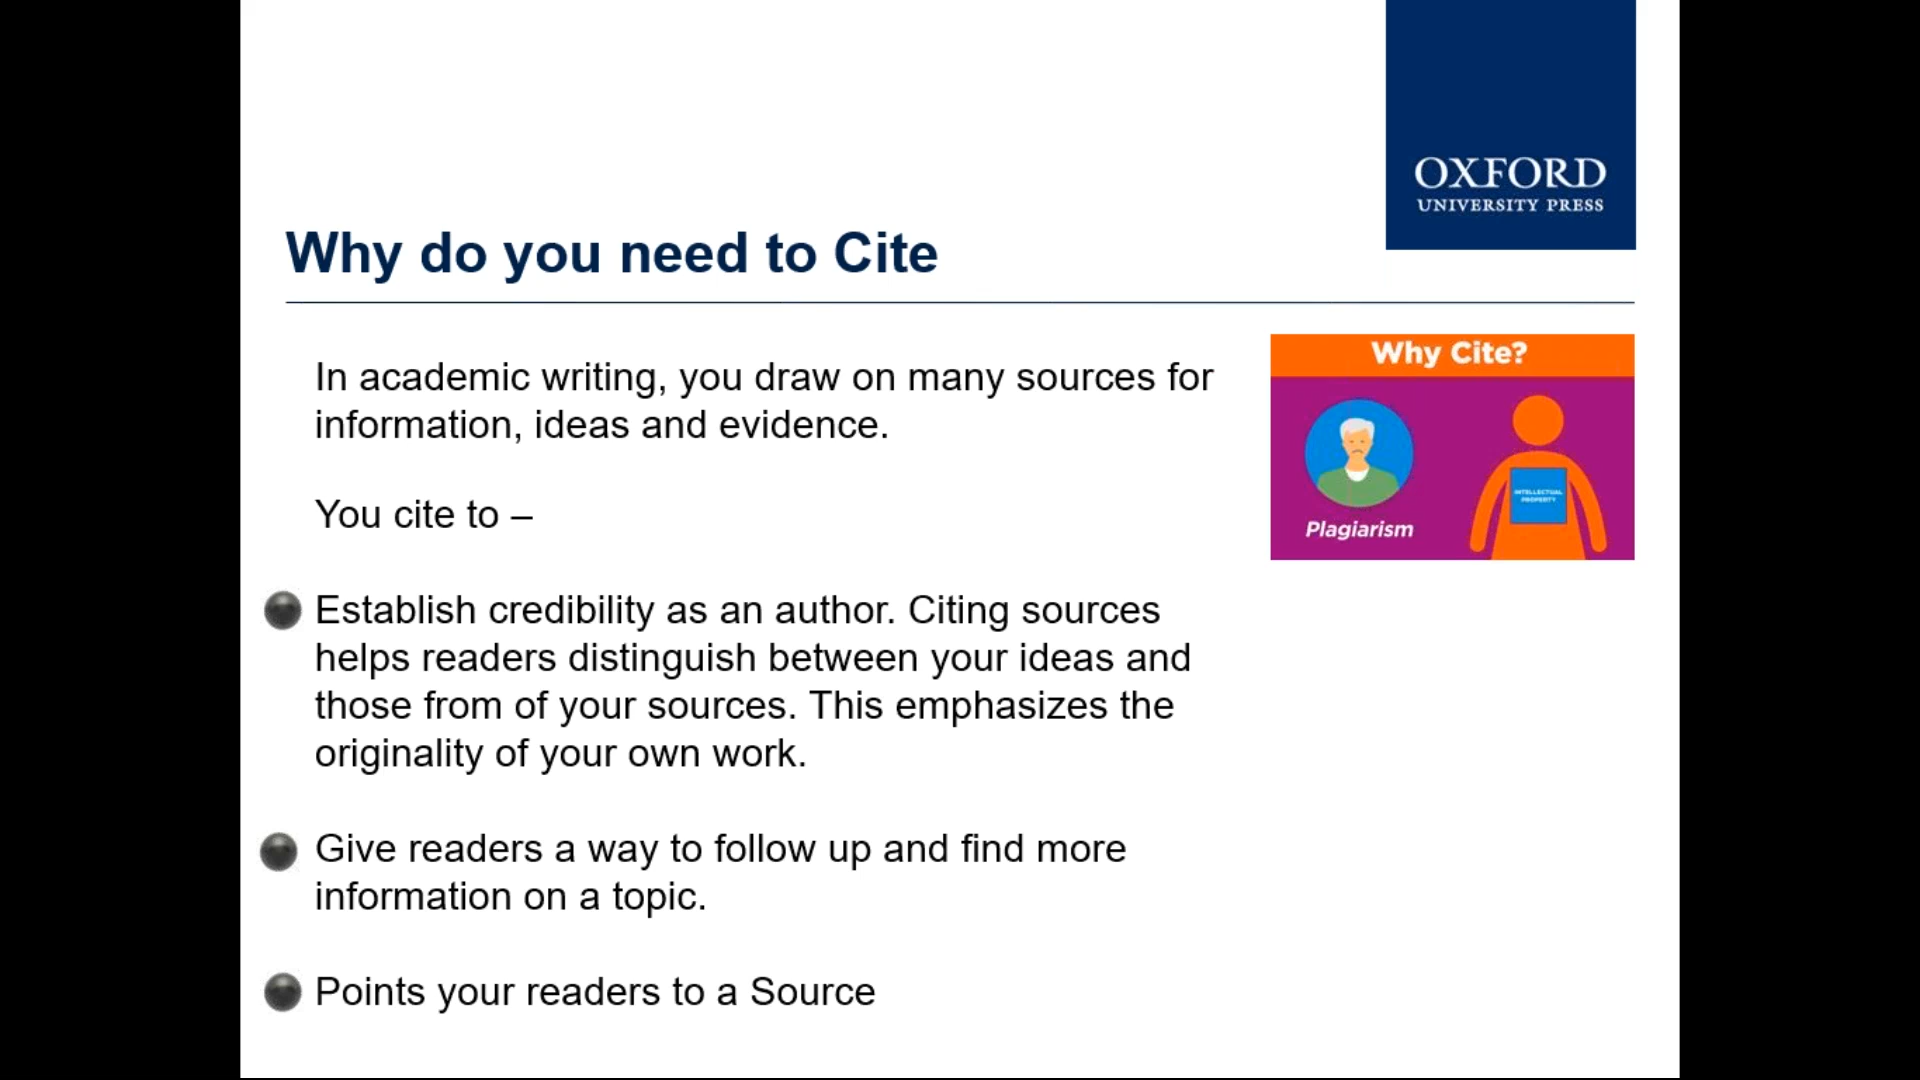 OXFORD
UNIVERSITY PRESS
Why do you need to Cite
In academic writing, you draw on many sources for
information, ideas and evidence.
You cite to –
Establish credibility as an author. Citing sources
helps readers distinguish between your ideas and
those from of your sources. This emphasizes the
originality of your own work.
Give readers a way to follow up and find more
information on a topic.
Points your readers to a Source
Why Cite?
Plagiarism
INTELLECTUAL
PROPERTY